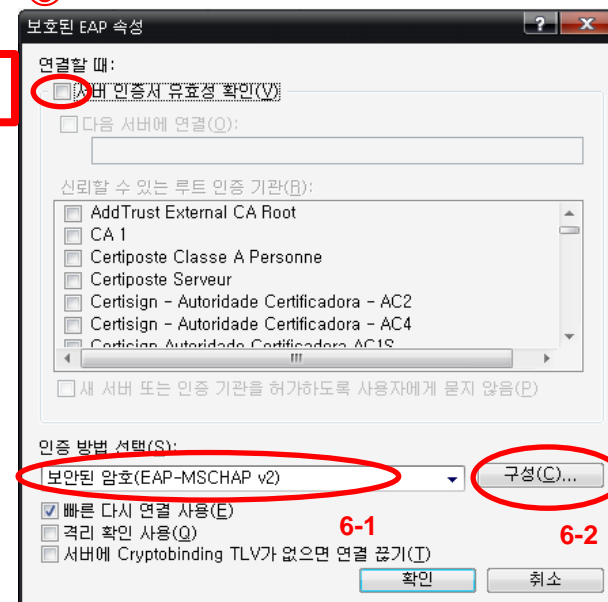 보호된 EAP 속성
연결할 때:
서버 인증서 유효성 확인(V)
다음 서버에 연결(O):
신뢰할 수 있는 루트 인증 기관(R):
AddTrust External CA Root
CA 1
Certiposte Classe A Personne
Certiposte Serveur
Certisign - Autoridade Certificadora - AC2
Certisign - Autoridade Certificadora - AC4
Certisign Autoridade Certificadora AC1S
새 서버 또는 인증 기관을 허가하도록 사용자에게 묻지 않음(P)
인증 방법 선택(S):
보안된 암호(EAP-MSCHAP v2)
구성(C)...
빠른 다시 연결 사용(E)
격리 확인 사용(Q)
6-1
6-2
서버에 Cryptobinding TLV가 없으면 연결 끊기(T)
확인
취소